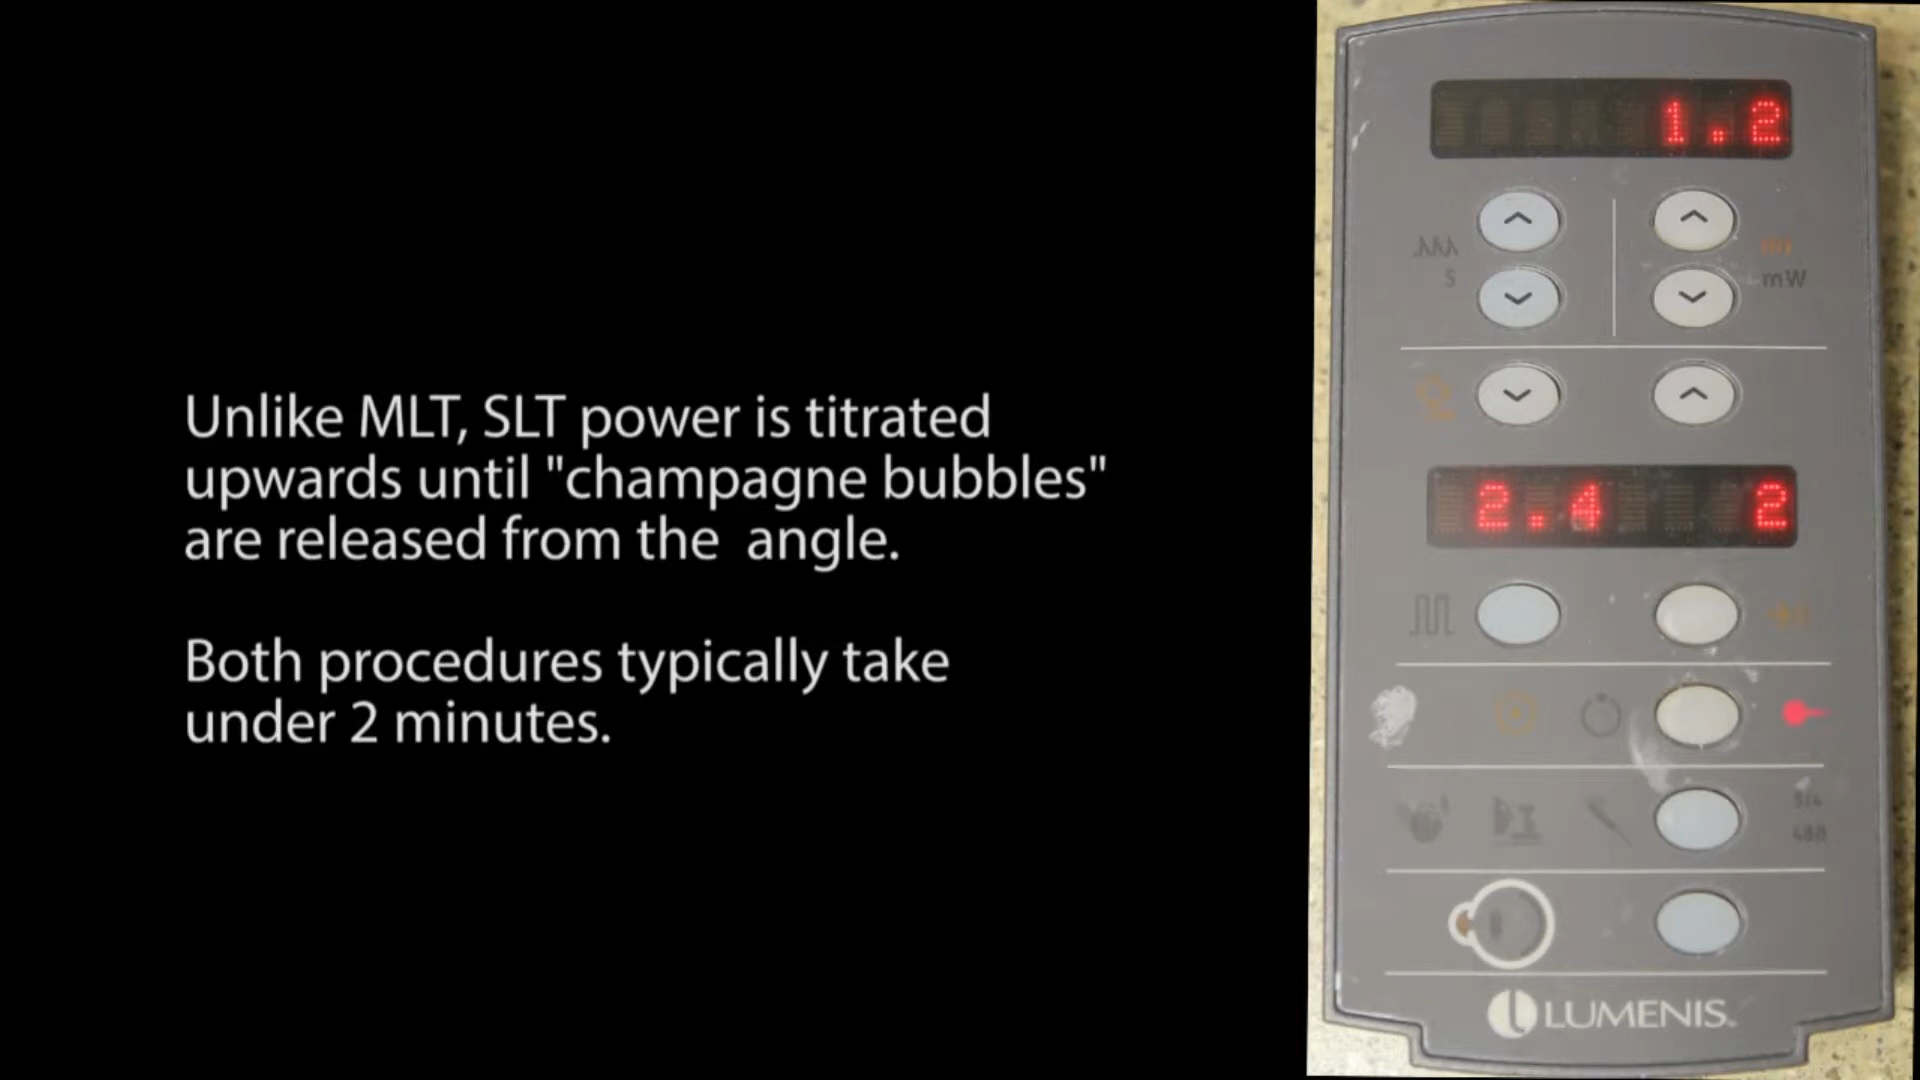 Unlike MLT, SLT power is titrated
upwards until "champagne bubbles"
are released from the  angle.
Both procedures typically take
under 2 minutes.
1.2
S
mW
2.4 2
488
LUMENIS